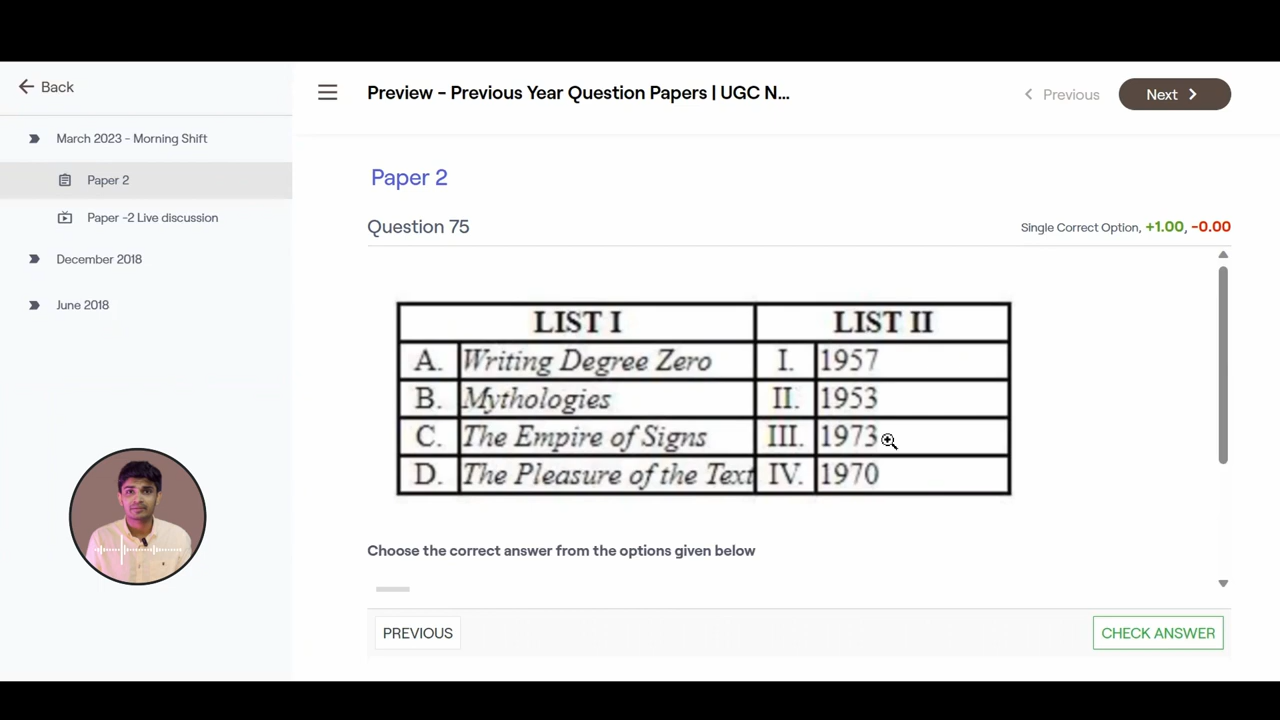 Back
Preview - Previous Year Question Papers | UGC N...
Previous
Next
March 2023 - Morning Shift
Paper 2
Paper -2 Live discussion
December 2018
June 2018
Paper 2
Question 75
Single Correct Option, +1.00, -0.00
LIST I LIST II
A. Writing Degree Zero I. 1957
B. Mythologies II. 1953
C. The Empire of Signs III. 1973
D. The Pleasure of the Text IV. 1970
Choose the correct answer from the options given below
PREVIOUS
CHECK ANSWER